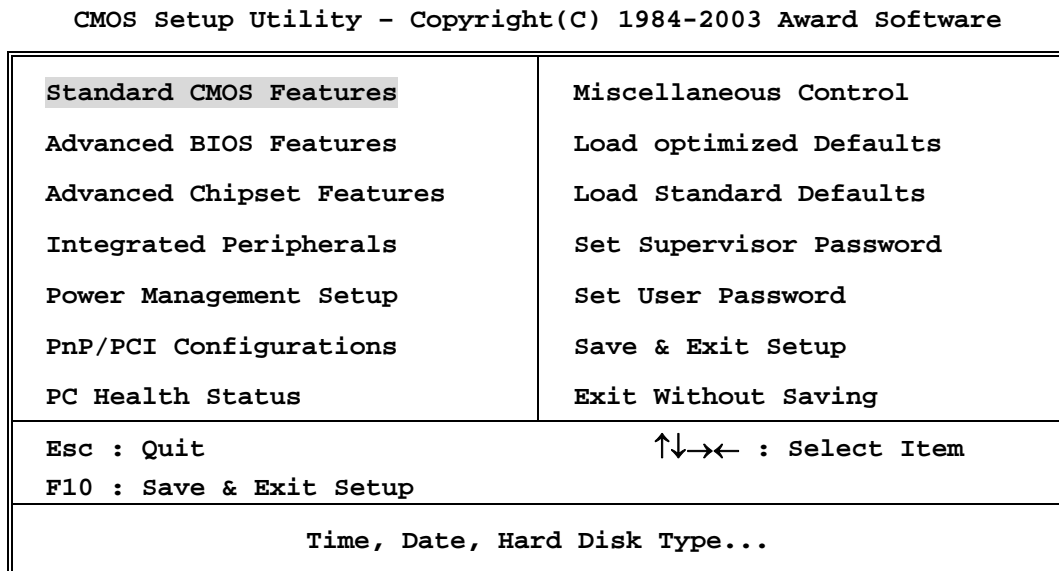 CMOS Setup Utility – Copyright(C) 1984-2003 Award Software
Standard CMOS Features
Advanced BIOS Features
Advanced Chipset Features
Integrated Peripherals
Power Management Setup
PnP/PCI Configurations
PC Health Status
Miscellaneous Control
Load optimized Defaults
Load Standard Defaults
Set Supervisor Password
Set User Password
Save & Exit Setup
Exit Without Saving
Esc : Quit
↑↓→← : Select Item
F10 : Save & Exit Setup
Time, Date, Hard Disk Type...